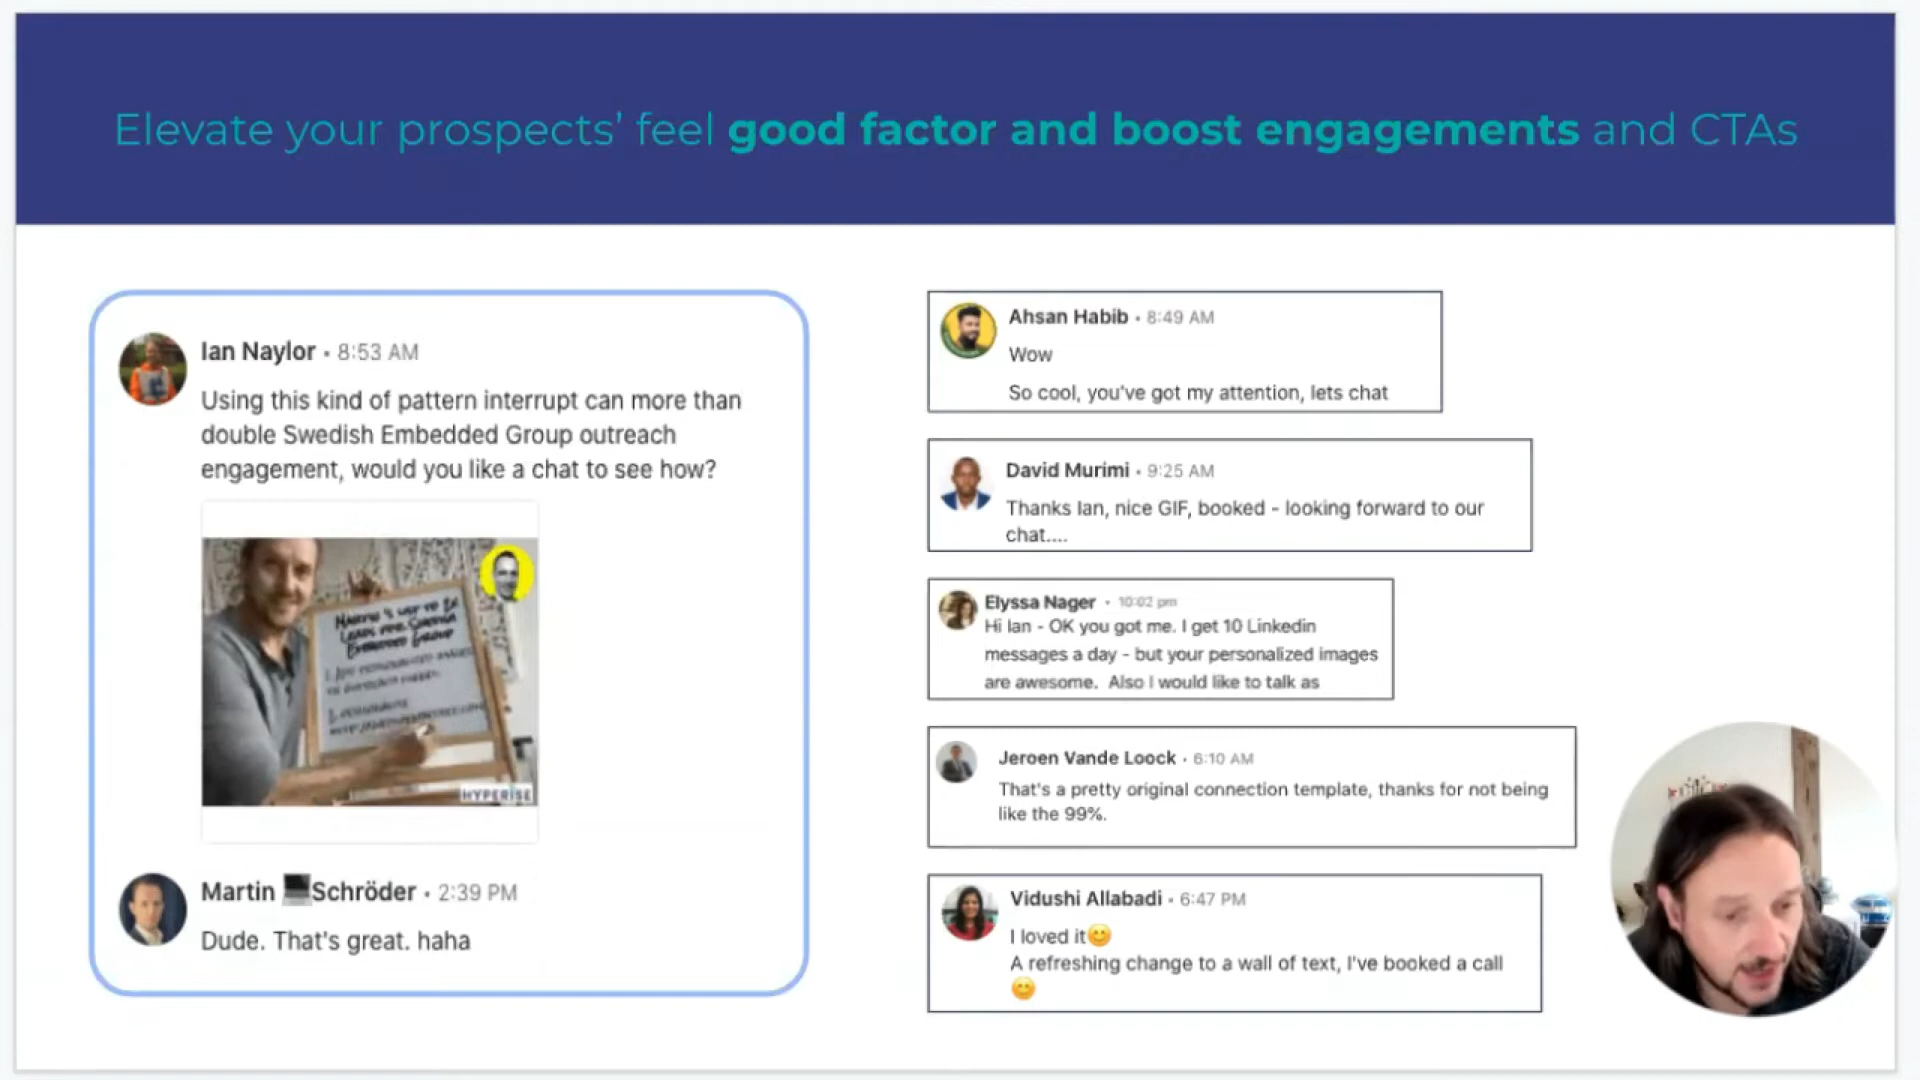 Elevate your prospects’ feel good factor and boost engagements and CTAs
Ian Naylor • 8:53 AM
Using this kind of pattern interrupt can more than
double Swedish Embedded Group outreach
engagement, would you like a chat to see how?
HYPERISE
Martin 💻Schröder • 2:39 PM
Dude. That's great. haha
Ahsan Habib • 8:49 AM
Wow
So cool, you've got my attention, lets chat
David Murimi • 9:25 AM
Thanks Ian, nice GIF, booked - looking forward to our
chat....
Elyssa Nager • 10:02 pm
Hi Ian - OK you got me. I get 10 Linkedin
messages a day - but your personalized images
are awesome. Also I would like to talk as
Jeroen Vande Loock • 6:10 AM
That's a pretty original connection template, thanks for not being
like the 99%.
Vidushi Allabadi • 6:47 PM
I loved it😊
A refreshing change to a wall of text, I've booked a call
😊